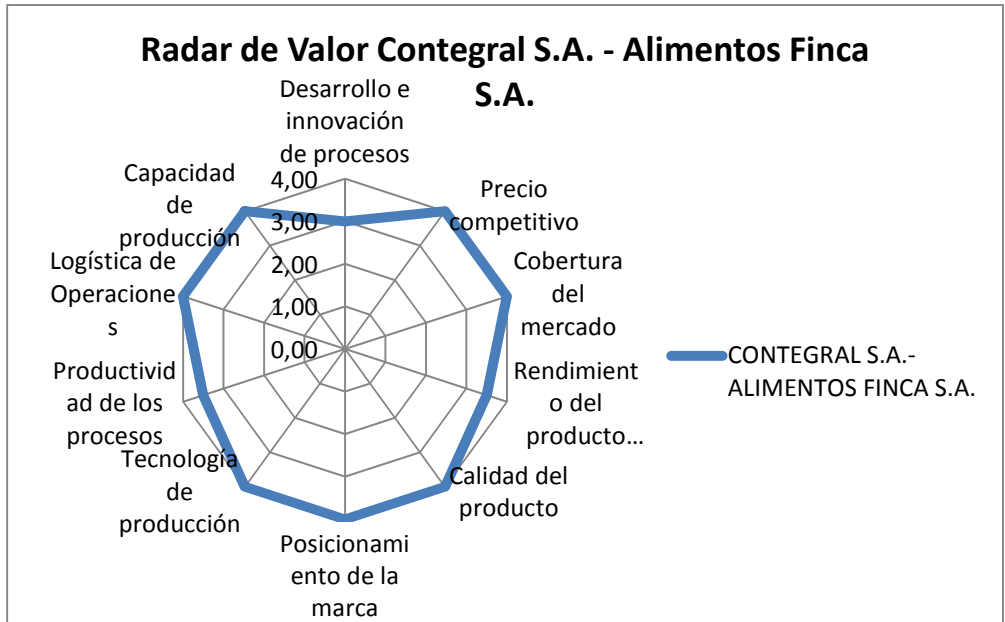 Radar de Valor Contegral S.A. - Alimentos Finca
S.A.
Desarrollo e
innovación
de procesos
Precio
competitivo
Cobertura
del
mercado
Rendimient
o del
producto...
Calidad del
producto
Posicionami
ento de la
marca
Tecnología
de
producción
Productivid
ad de los
procesos
Logística de
Operacione
s
Capacidad
de
producción
4,00
3,00
2,00
1,00
0,00
CONTEGRAL S.A.-
ALIMENTOS FINCA S.A.